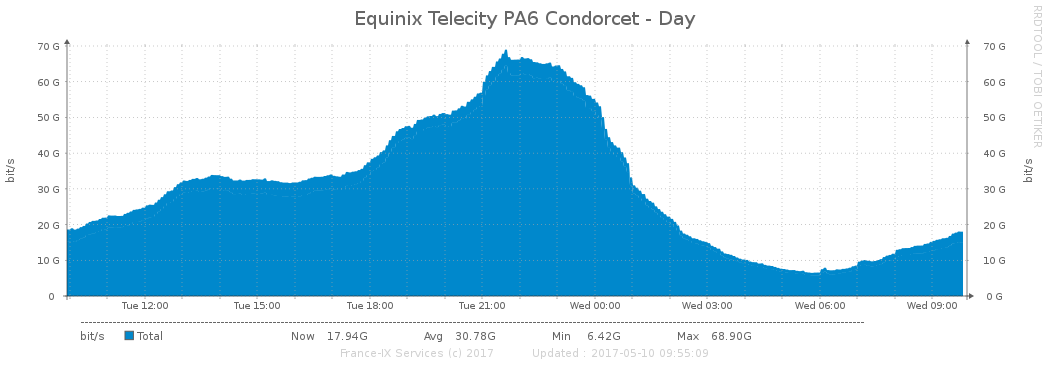 Equinix Telecity PA6 Condorcet - Day
RRDTOOL / TOBI OETIKER
bit/s
bit/s
70 G 70 G
60 G 60 G
50 G 50 G
40 G 40 G
30 G 30 G
20 G 20 G
10 G 10 G
0 0 G
Tue 12:00 Tue 15:00 Tue 18:00 Tue 21:00 Wed 00:00 Wed 03:00 Wed 06:00 Wed 09:00
bit/s Total Now 17.94G Avg 30.78G Min 6.42G Max 68.90G
France-IX Services (c) 2017 Updated : 2017-05-10 09:55:09